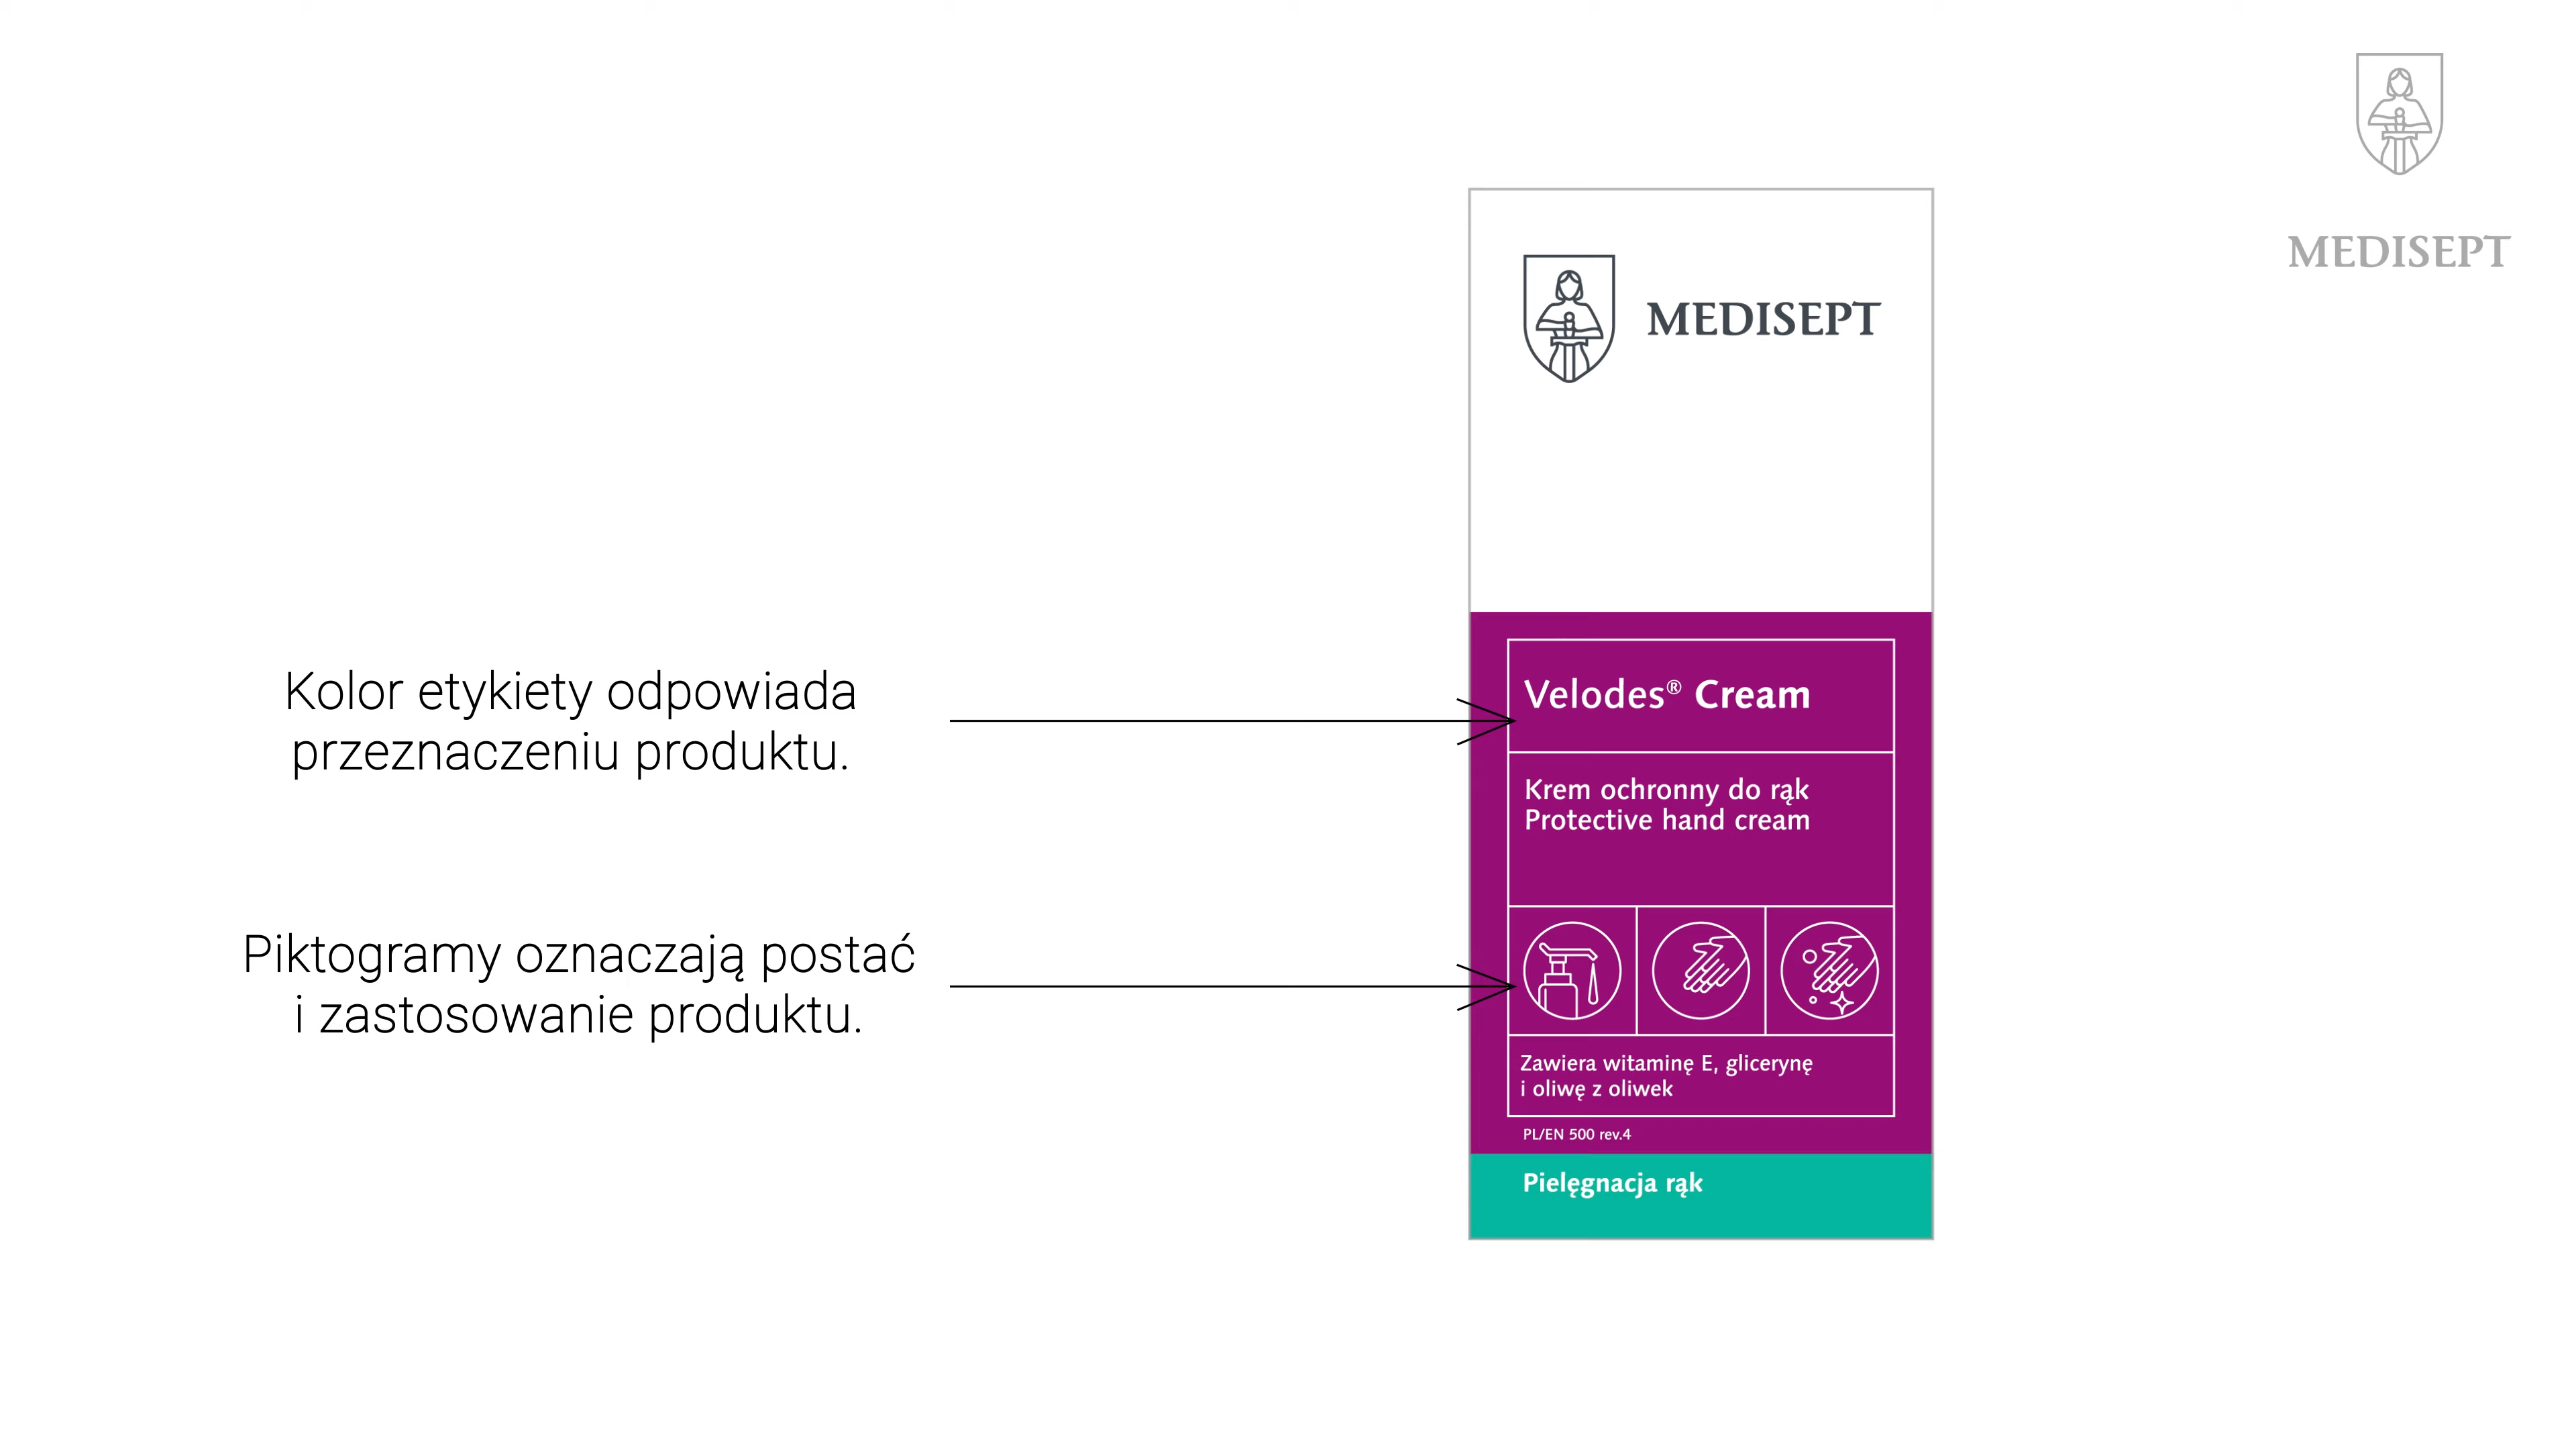 MEDISEPT
MEDISEPT
Kolor etykiety odpowiada
przeznaczeniu produktu.
Velodes® Cream
Krem ochronny do rąk
Protective hand cream
Piktogramy oznaczają postać
i zastosowanie produktu.
Zawiera witaminę E, glicerynę
i oliwę z oliwek
PL/EN 500 rev.4
Pielęgnacja rąk